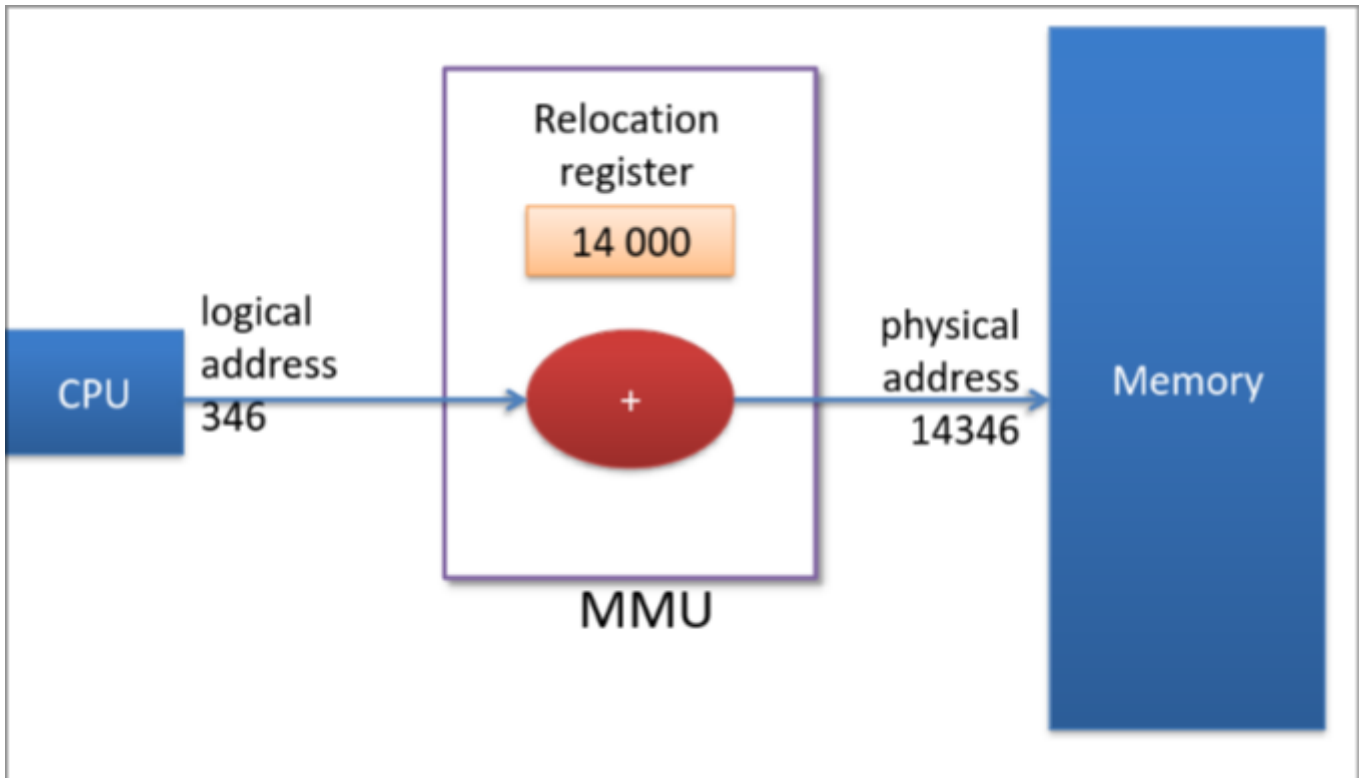 Relocation
register
14 000
logical
address
346
CPU
+
physical
address
14346
Memory
MMU